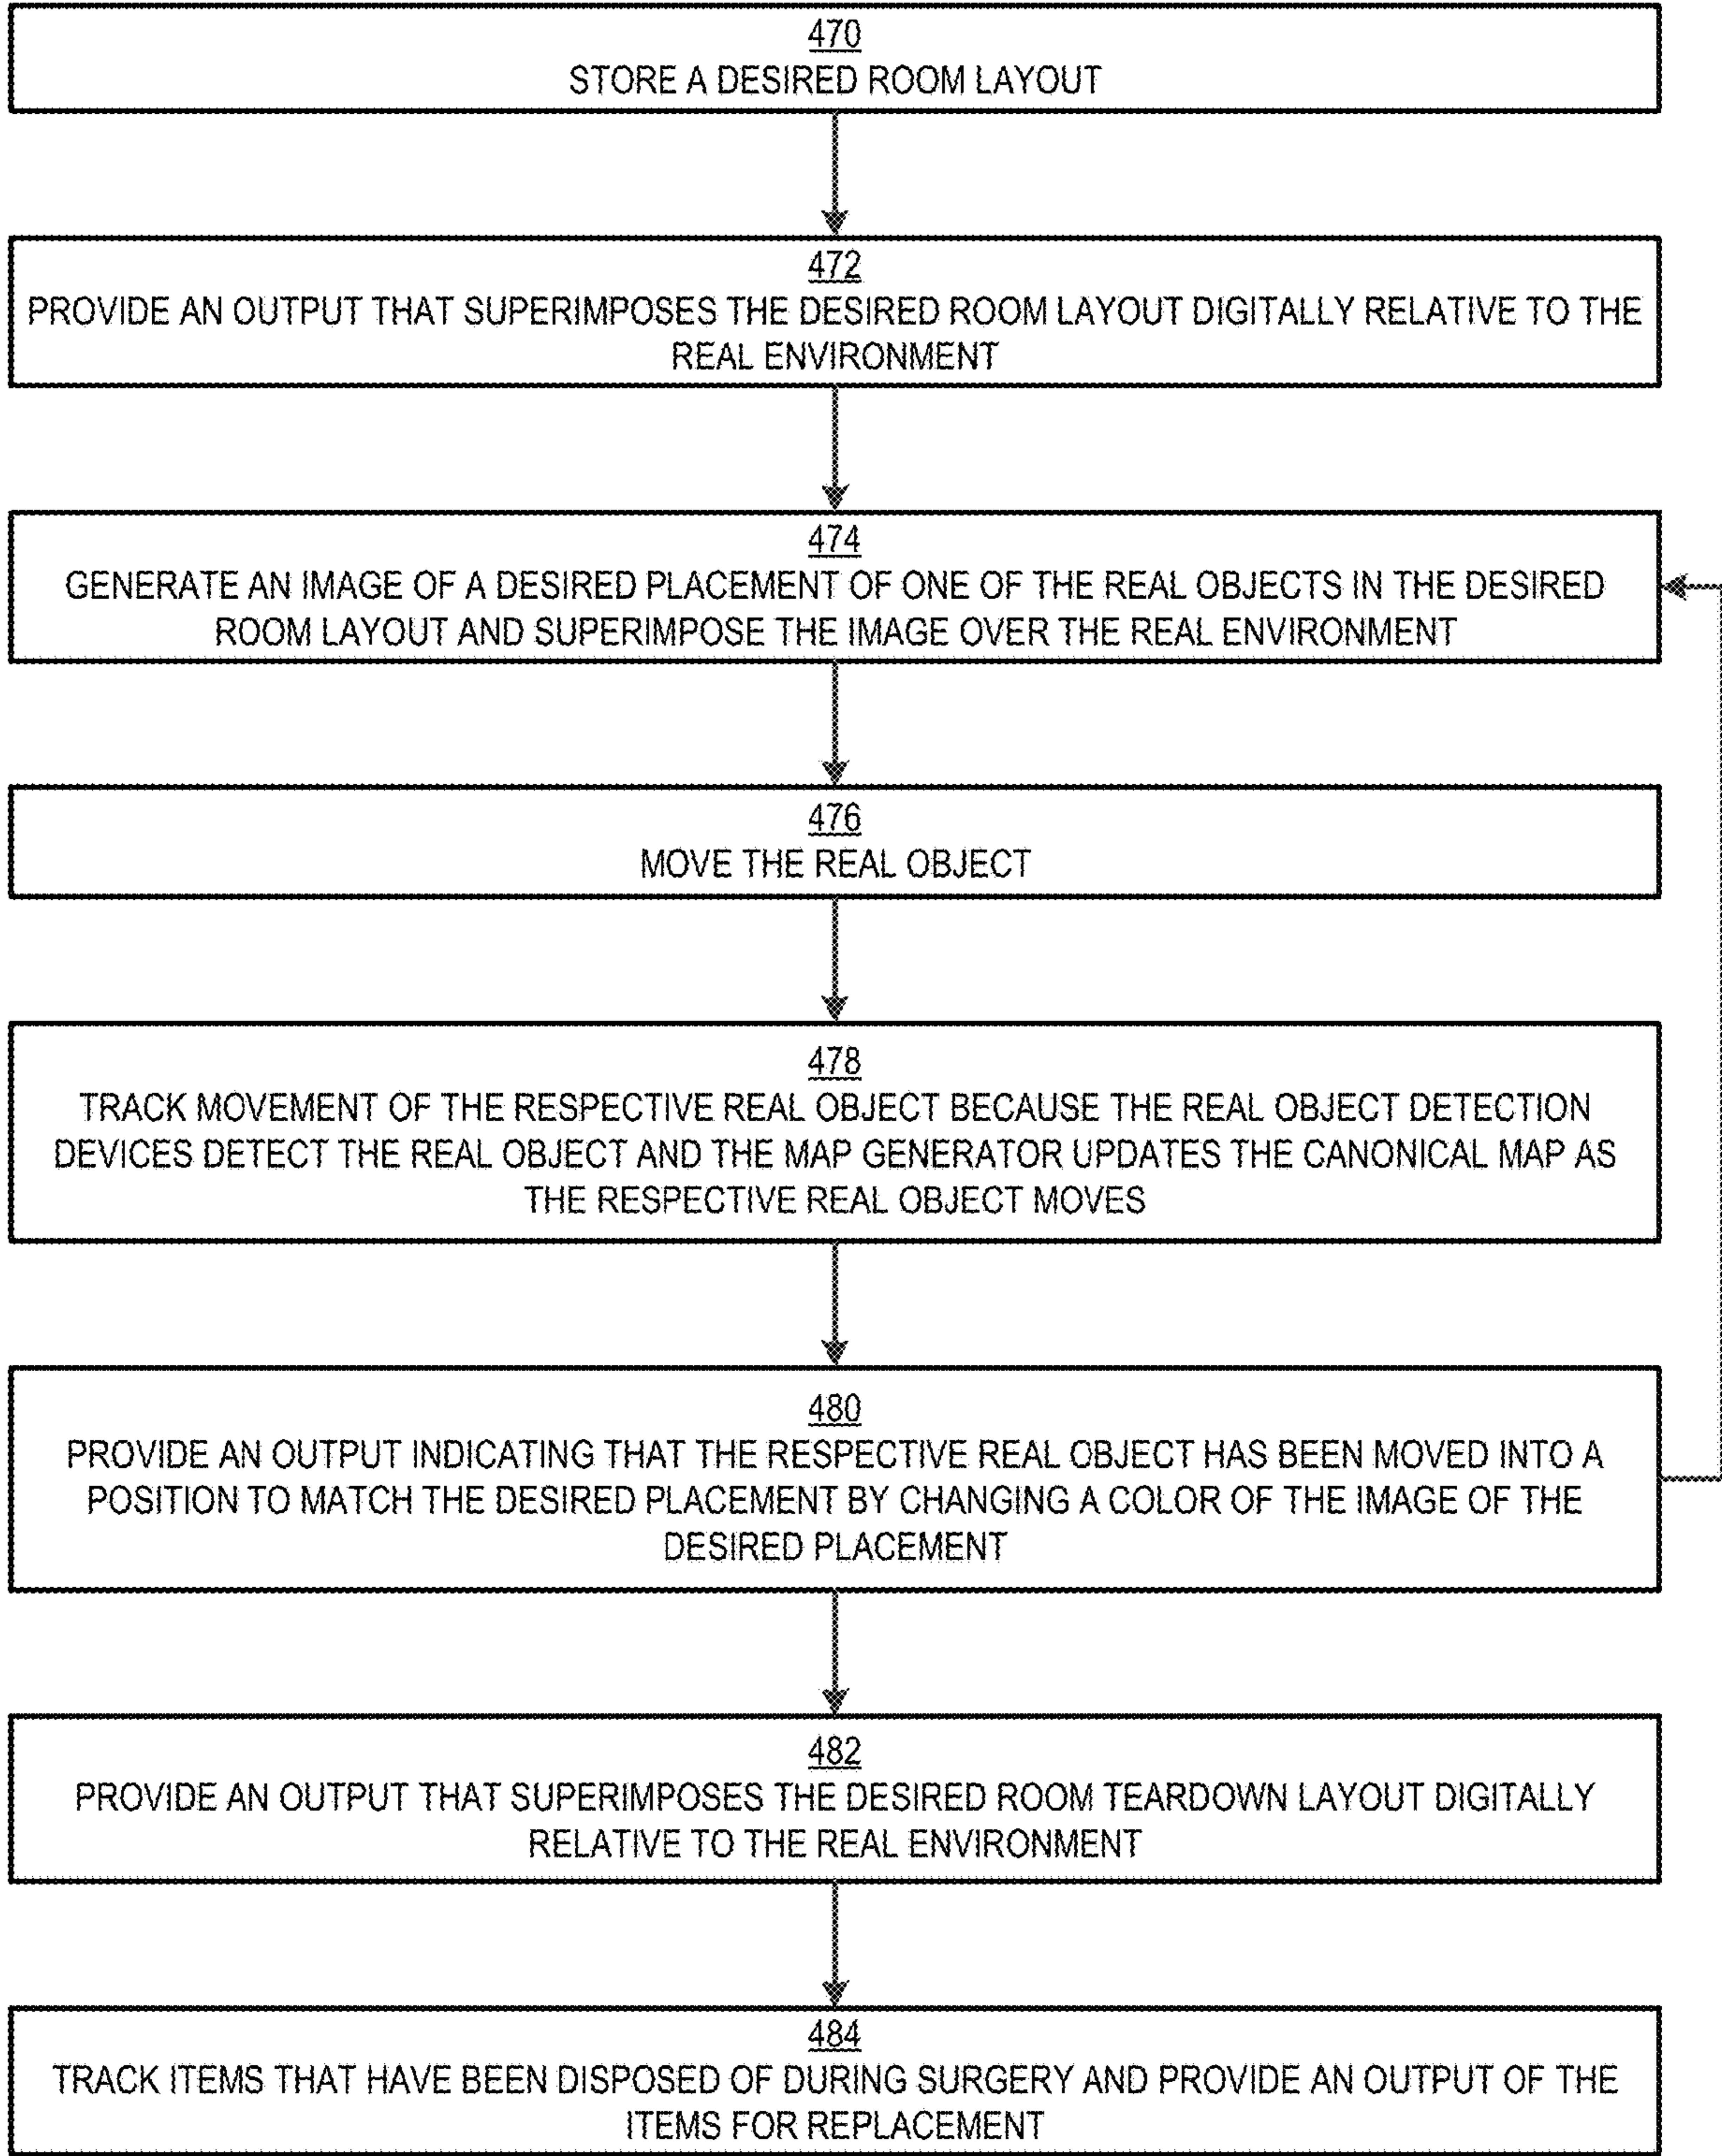 470
STORE A DESIRED ROOM LAYOUT
472
PROVIDE AN OUTPUT THAT SUPERIMPOSES THE DESIRED ROOM LAYOUT DIGITALLY RELATIVE TO THE
REAL ENVIRONMENT
474
GENERATE AN IMAGE OF A DESIRED PLACEMENT OF ONE OF THE REAL OBJECTS IN THE DESIRED
ROOM LAYOUT AND SUPERIMPOSE THE IMAGE OVER THE REAL ENVIRONMENT
476
MOVE THE REAL OBJECT
478
TRACK MOVEMENT OF THE RESPECTIVE REAL OBJECT BECAUSE THE REAL OBJECT DETECTION
DEVICES DETECT THE REAL OBJECT AND THE MAP GENERATOR UPDATES THE CANONICAL MAP AS
THE RESPECTIVE REAL OBJECT MOVES
480
PROVIDE AN OUTPUT INDICATING THAT THE RESPECTIVE REAL OBJECT HAS BEEN MOVED INTO A
POSITION TO MATCH THE DESIRED PLACEMENT BY CHANGING A COLOR OF THE IMAGE OF THE
DESIRED PLACEMENT
482
PROVIDE AN OUTPUT THAT SUPERIMPOSES THE DESIRED ROOM TEARDOWN LAYOUT DIGITALLY
RELATIVE TO THE REAL ENVIRONMENT
484
TRACK ITEMS THAT HAVE BEEN DISPOSED OF DURING SURGERY AND PROVIDE AN OUTPUT OF THE
ITEMS FOR REPLACEMENT